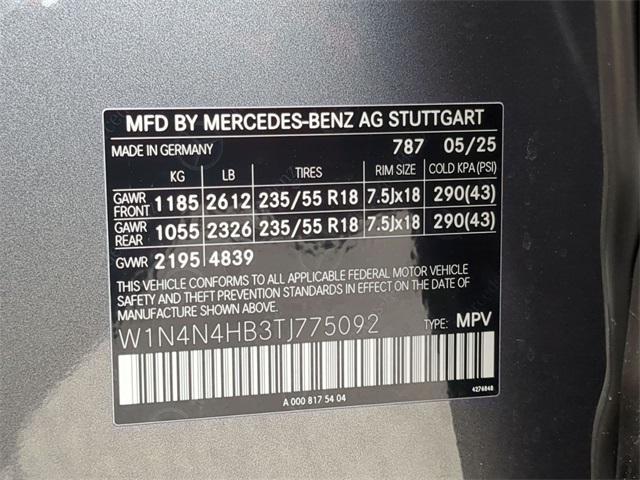 MFD BY MERCEDES-BENZ AG STUTTGART
MADE IN GERMANY 787 05/25
KG LB TIRES RIM SIZE COLD KPA(PSI)
GAWR FRONT 1185 2612 235/55 R18 7.5Jx18 290(43)
GAWR REAR 1055 2326 235/55 R18 7.5Jx18 290(43)
GVWR 2195 4839
THIS VEHICLE CONFORMS TO ALL APPLICABLE FEDERAL MOTOR VEHICLE
SAFETY AND THEFT PREVENTION STANDARDS IN EFFECT ON THE DATE OF
MANUFACTURE SHOWN ABOVE.
W1N4N4HB3TJ775092 TYPE: MPV
A 000 817 54 04 4276840